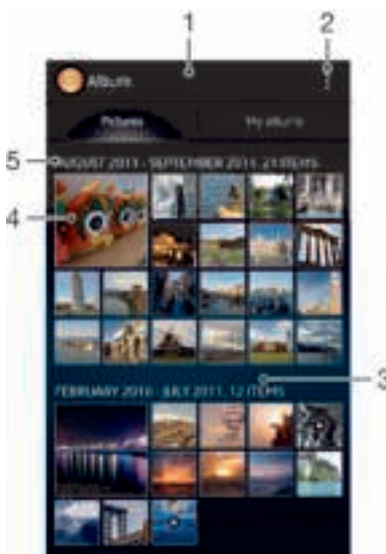 1 2
Album
Pictures My albums
5 AUGUST 2011 - SEPTEMBER 2011, 21 ITEMS
4
3
FEBRUARY 2010 - JULY 2011, 12 ITEMS